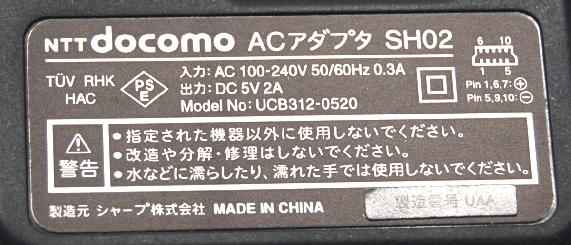 NTT docomo ACアダプタ SH02
TÜV RHK
HAC
PS
E
入力: AC 100-240V 50/60Hz 0.3A
出力: DC 5V 2A
Model No: UCB312-0520
6 10
1 5
Pin 1,6,7: +
Pin 5,9,10: -
警告
●指定された機器以外に使用しないでください。
●改造や分解・修理はしないでください。
●水などに濡らしたり、濡れた手では使用しないでください。
製造元 シャープ株式会社 MADE IN CHINA
製造番号 UAA